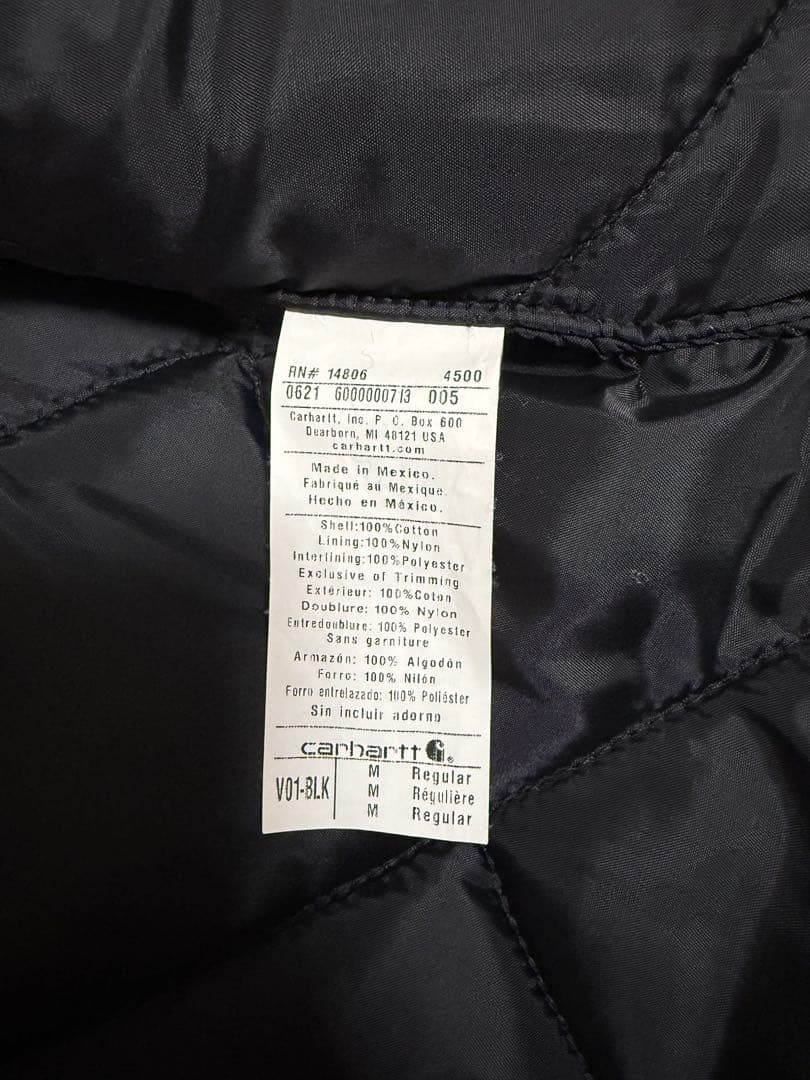 RN# 14806 4500
0621 6000000713 005
Carhartt, Inc. P. O. Box 600
Dearborn, MI 48121 USA
carhartt.com
Made in Mexico.
Fabriqué au Mexique.
Hecho en México.
Shell:100%Cotton
Lining:100%Nylon
Interlining:100%Polyester
Exclusive of Trimming
Extérieur: 100%Coton
Doublure: 100% Nylon
Entredoublure: 100% Polyester
Sans garniture
Armazón: 100% Algodón
Forro: 100% Nilón
Forro entrelazado: 100% Poliéster
Sin incluir adorno
carhartt
V01-BLK
M Regular
M Régulière
M Regular